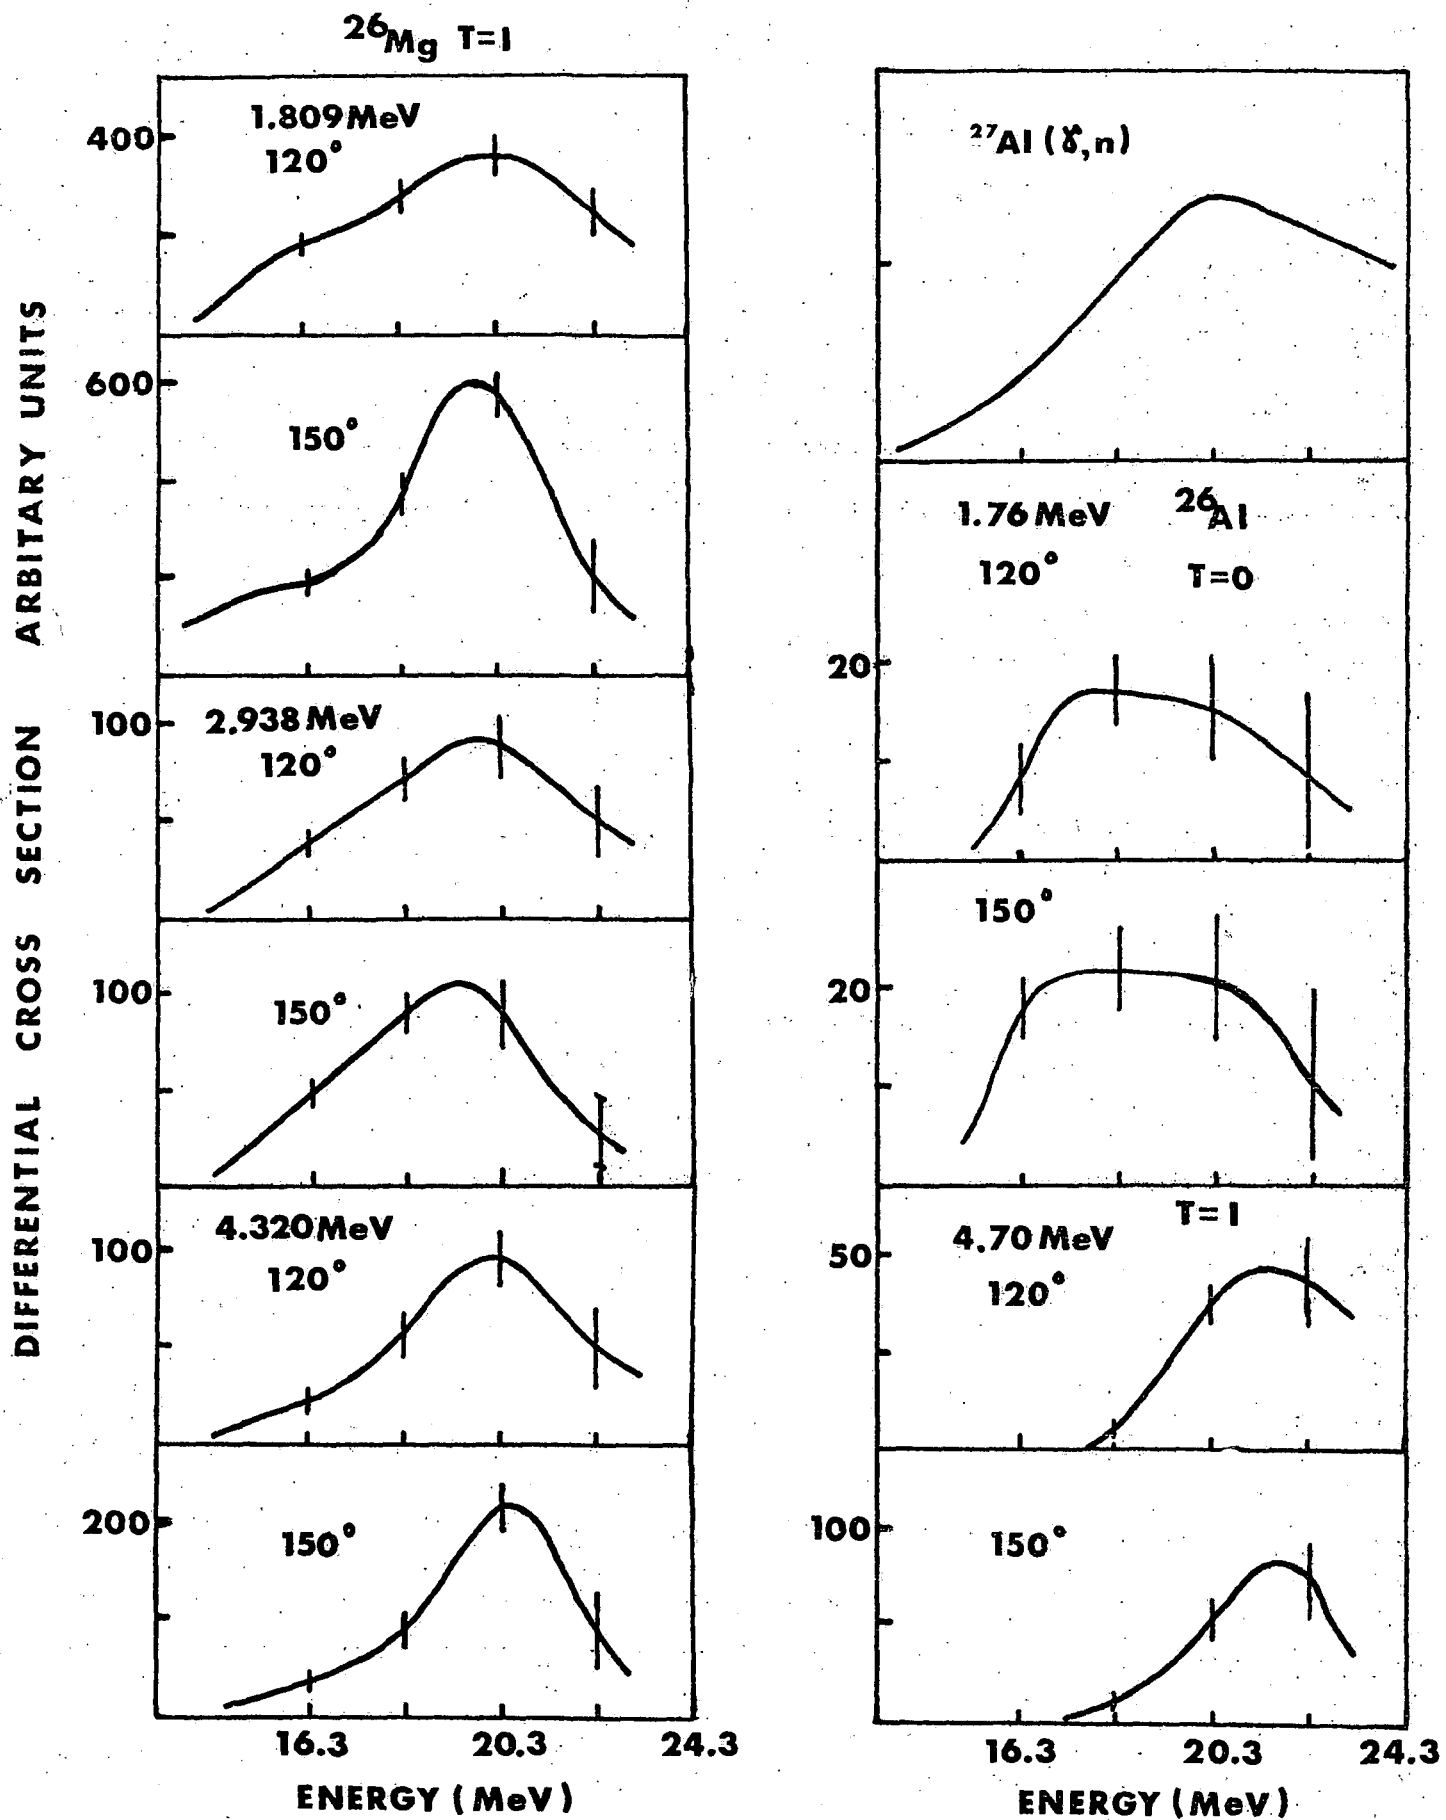 ²⁶Mg T=1
1.809 MeV
120°
400
600
150°
2.938 MeV
120°
100
150°
100
4.320 MeV
120°
100
150°
200
16.3 20.3 24.3
ENERGY (MeV)
DIFFERENTIAL CROSS SECTION ARBITARY UNITS
²⁷Al (γ,n)
1.76 MeV ²⁶Al
120° T=0
20
150°
20
T=1
4.70 MeV
50
120°
100
150°
16.3 20.3 24.3
ENERGY (MeV)